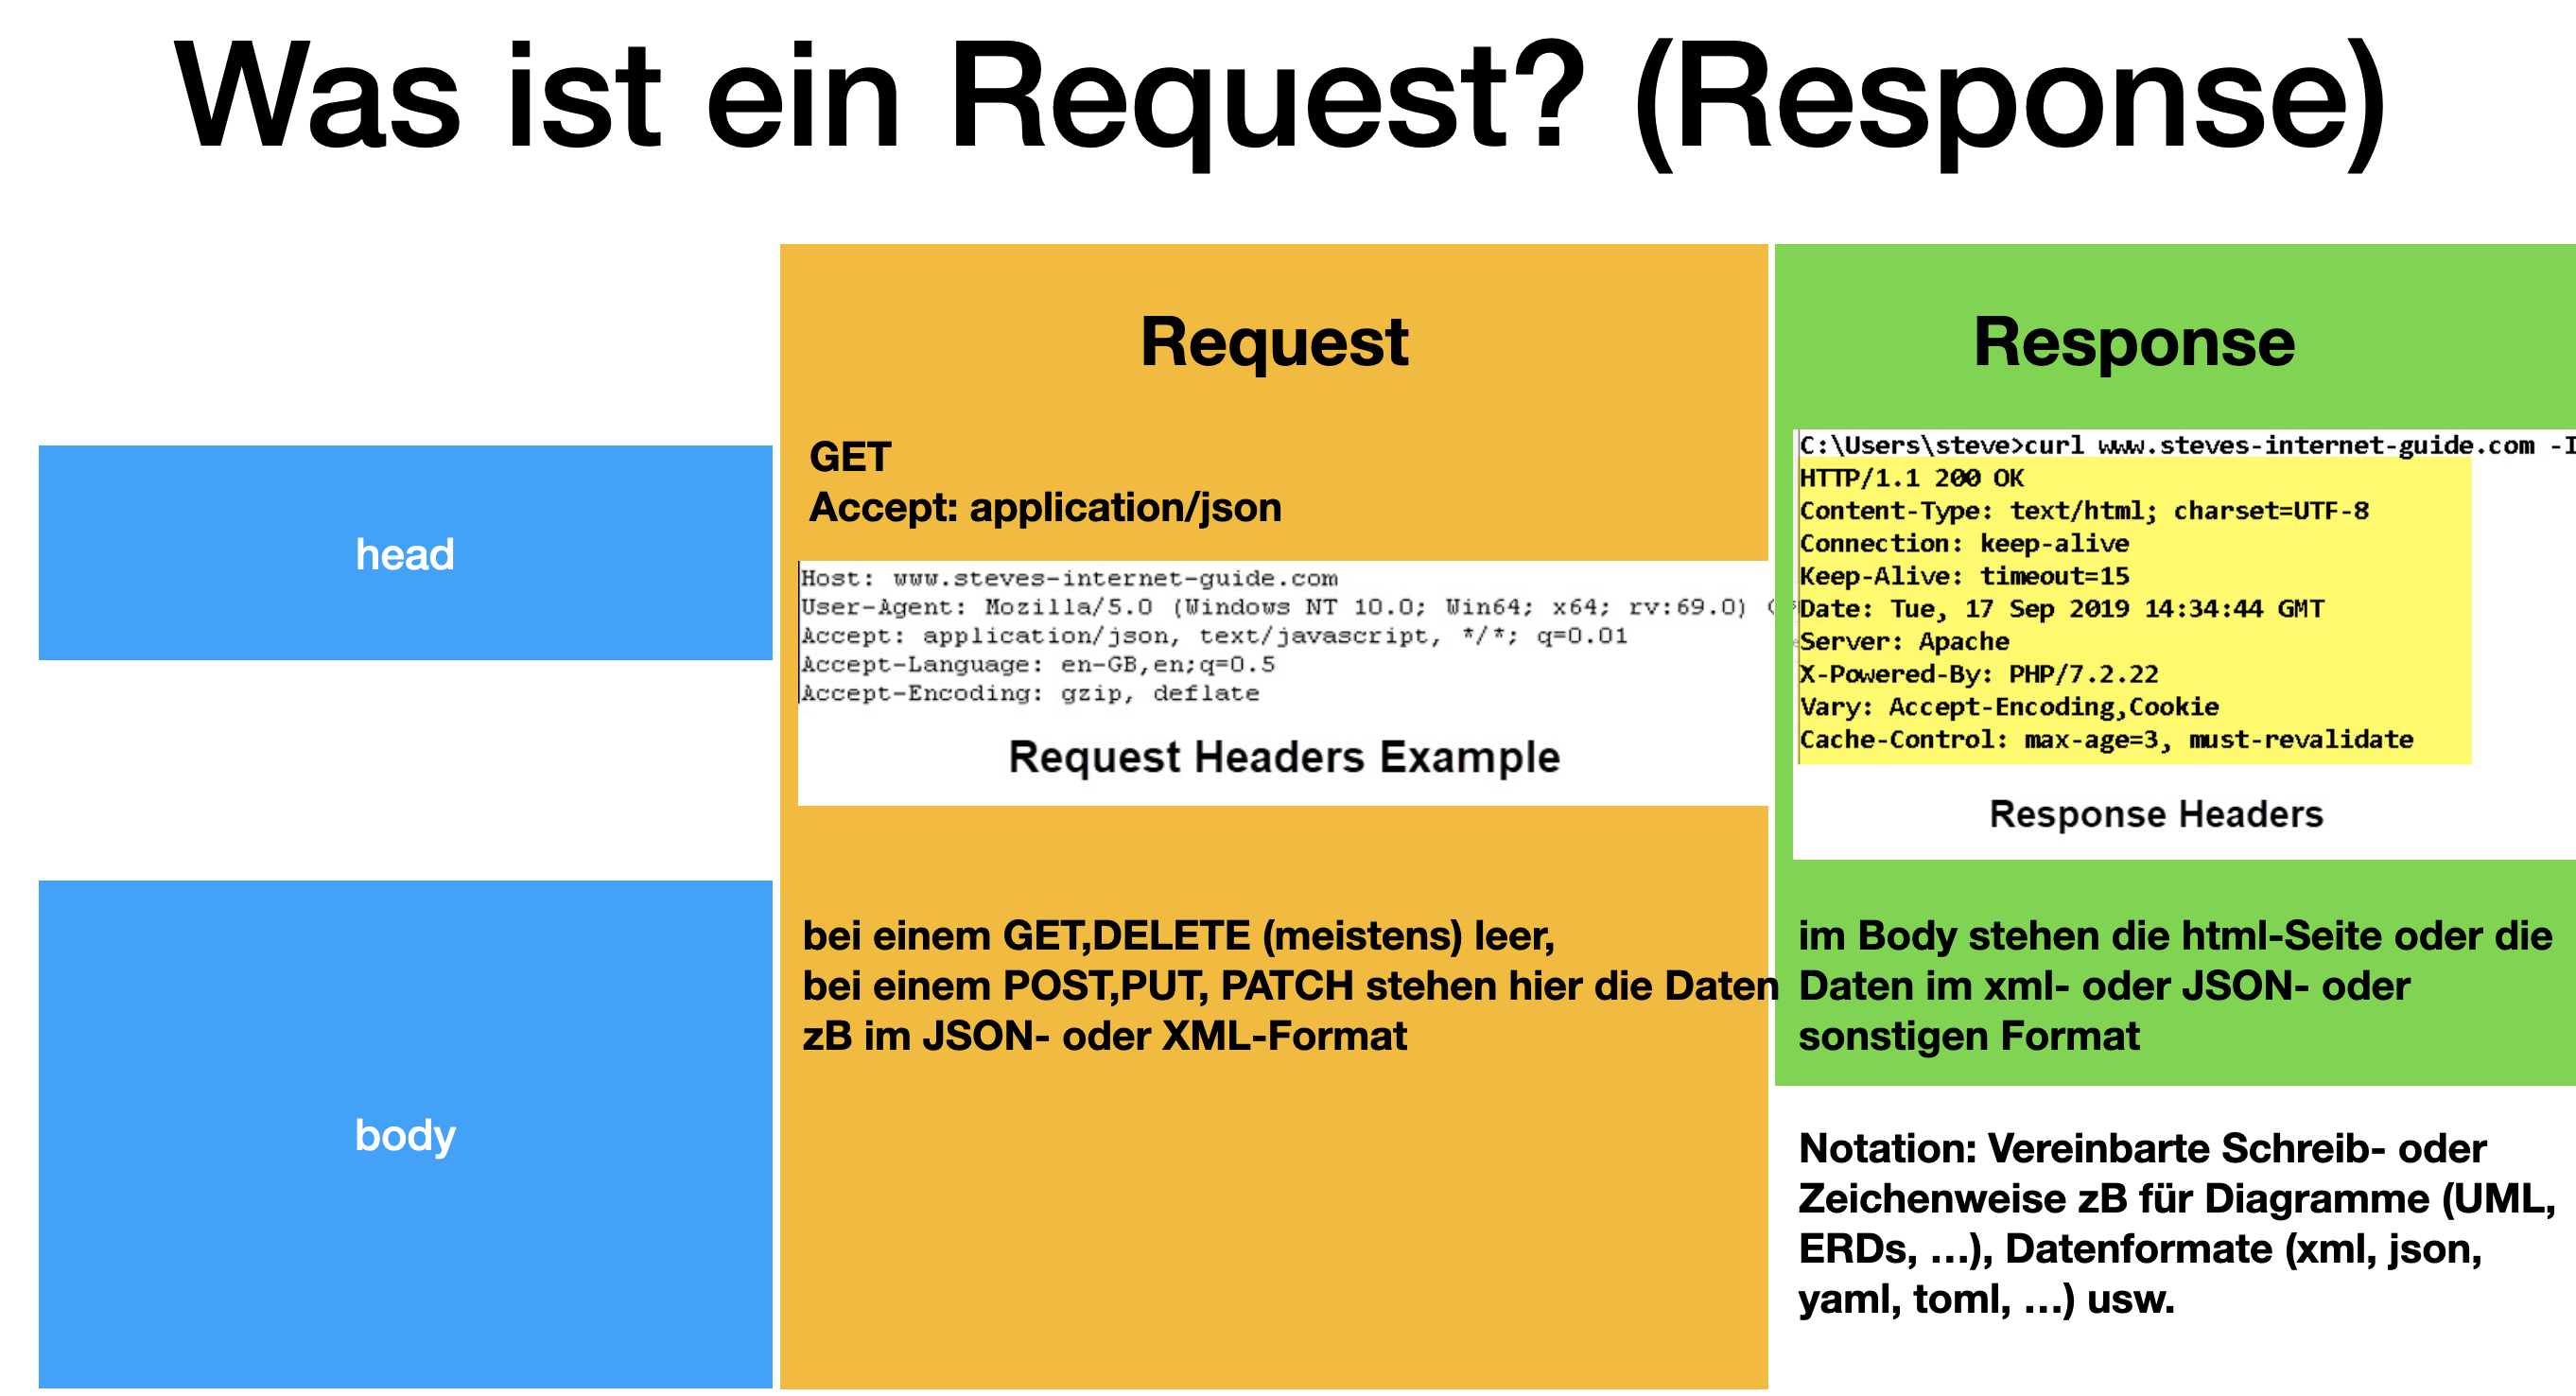 Was ist ein Request? (Response)
Request
Response
head
GET
Accept: application/json
Host: www.steves-internet-guide.com
User-Agent: Mozilla/5.0 (Windows NT 10.0; Win64; x64; rv:69.0) (
Accept: application/json, text/javascript, */*; q=0.01
Accept-Language: en-GB,en;q=0.5
Accept-Encoding: gzip, deflate
Request Headers Example
C:\Users\steve>curl www.steves-internet-guide.com -I
HTTP/1.1 200 OK
Content-Type: text/html; charset=UTF-8
Connection: keep-alive
Keep-Alive: timeout=15
Date: Tue, 17 Sep 2019 14:34:44 GMT
Server: Apache
X-Powered-By: PHP/7.2.22
Vary: Accept-Encoding,Cookie
Cache-Control: max-age=3, must-revalidate
Response Headers
body
bei einem GET,DELETE (meistens) leer,
bei einem POST,PUT, PATCH stehen hier die Daten
zB im JSON- oder XML-Format
im Body stehen die html-Seite oder die
Daten im xml- oder JSON- oder
sonstigen Format
Notation: Vereinbarte Schreib- oder
Zeichenweise zB für Diagramme (UML,
ERDs, ...), Datenformate (xml, json,
yaml, toml, ...) usw.